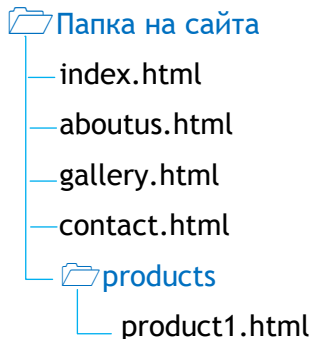 Папка на сайта
index.html
aboutus.html
gallery.html
contact.html
products
product1.html